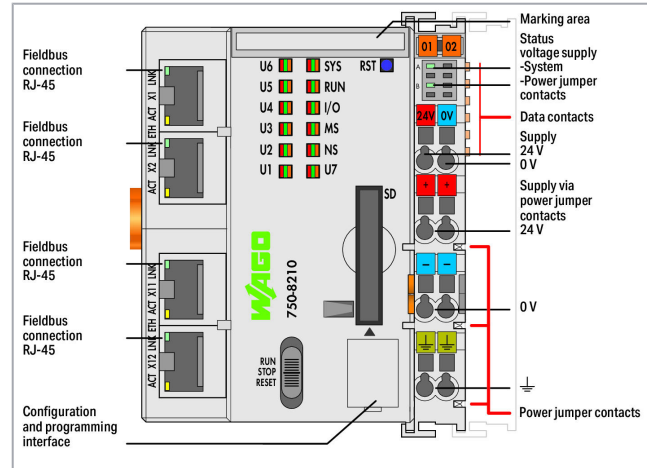 Fieldbus
connection
RJ-45
Fieldbus
connection
RJ-45
Fieldbus
connection
RJ-45
Fieldbus
connection
RJ-45
Configuration
and programming
interface
ACT X1 LNK
ETH
ACT X2 LNK
ACT X11 LNK
ETH
ACT X12 LNK
U6 SYS
U5 RUN
U4 I/O
U3 MS
U2 NS
U1 U7
RST
SD
WAGO
750-8210
RUN
STOP
RESET
01 02
A
B
24V 0V
+ +
− −
Marking area
Status
voltage supply
-System
-Power jumper
contacts
Data contacts
Supply
24 V
0 V
Supply via
power jumper
contacts
24 V
0 V
Power jumper contacts